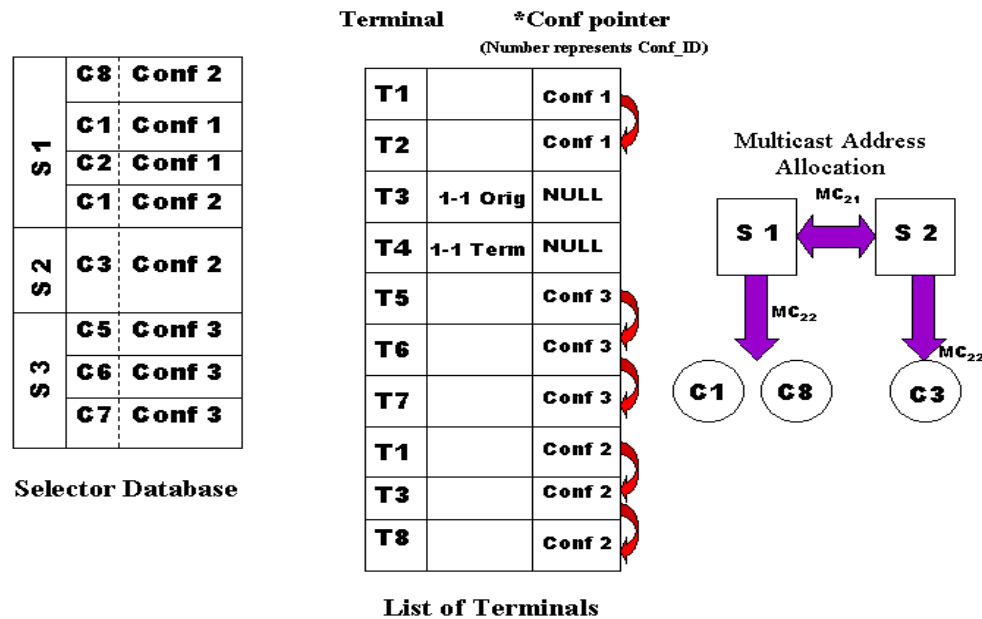 Terminal *Conf pointer
(Number represents Conf_ID)
S1
C8 Conf 2
C1 Conf 1
C2 Conf 1
C1 Conf 2
S2
C3 Conf 2
S3
C5 Conf 3
C6 Conf 3
C7 Conf 3
Selector Database
T1 Conf 1
T2 Conf 1
T3 1-1 Orig NULL
T4 1-1 Term NULL
T5 Conf 3
T6 Conf 3
T7 Conf 3
T1 Conf 2
T3 Conf 2
T8 Conf 2
List of Terminals
Multicast Address
Allocation
MC21
S 1 S 2
MC22
MC22
C1 C8 C3